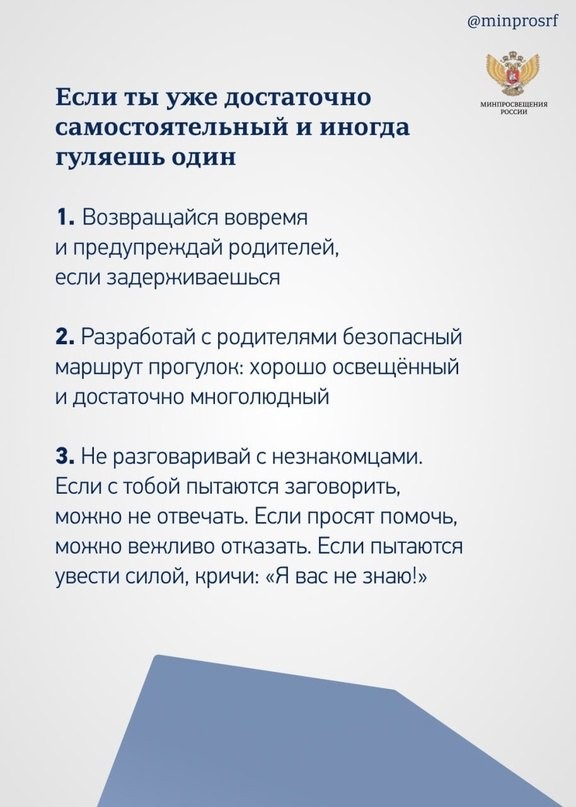 @minprosrf
МИНПРОСВЕЩЕНИЯ
РОССИИ
Если ты уже достаточно
самостоятельный и иногда
гуляешь один
1. Возвращайся вовремя
и предупреждай родителей,
если задерживаешься
2. Разработай с родителями безопасный
маршрут прогулок: хорошо освещённый
и достаточно многолюдный
3. Не разговаривай с незнакомцами.
Если с тобой пытаются заговорить,
можно не отвечать. Если просят помочь,
можно вежливо отказать. Если пытаются
увести силой, кричи: «Я вас не знаю!»